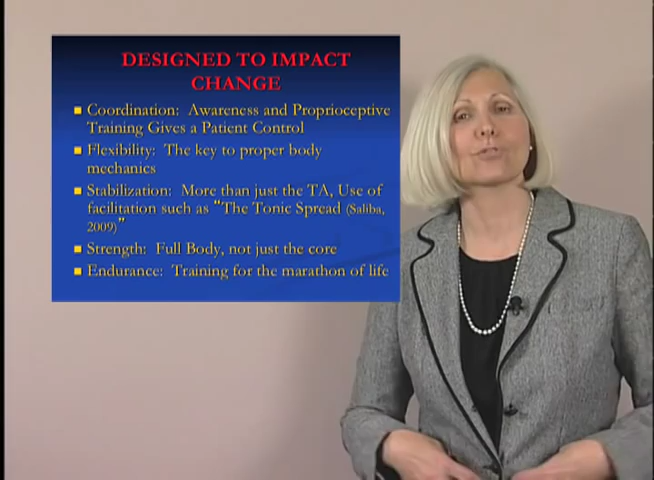 DESIGNED TO IMPACT
CHANGE
Coordination: Awareness and Proprioceptive
Training Gives a Patient Control
Flexibility: The key to proper body
mechanics
Stabilization: More than just the TA, Use of
facilitation such as “The Tonic Spread (Saliba,
2009)”
Strength: Full Body, not just the core
Endurance: Training for the marathon of life